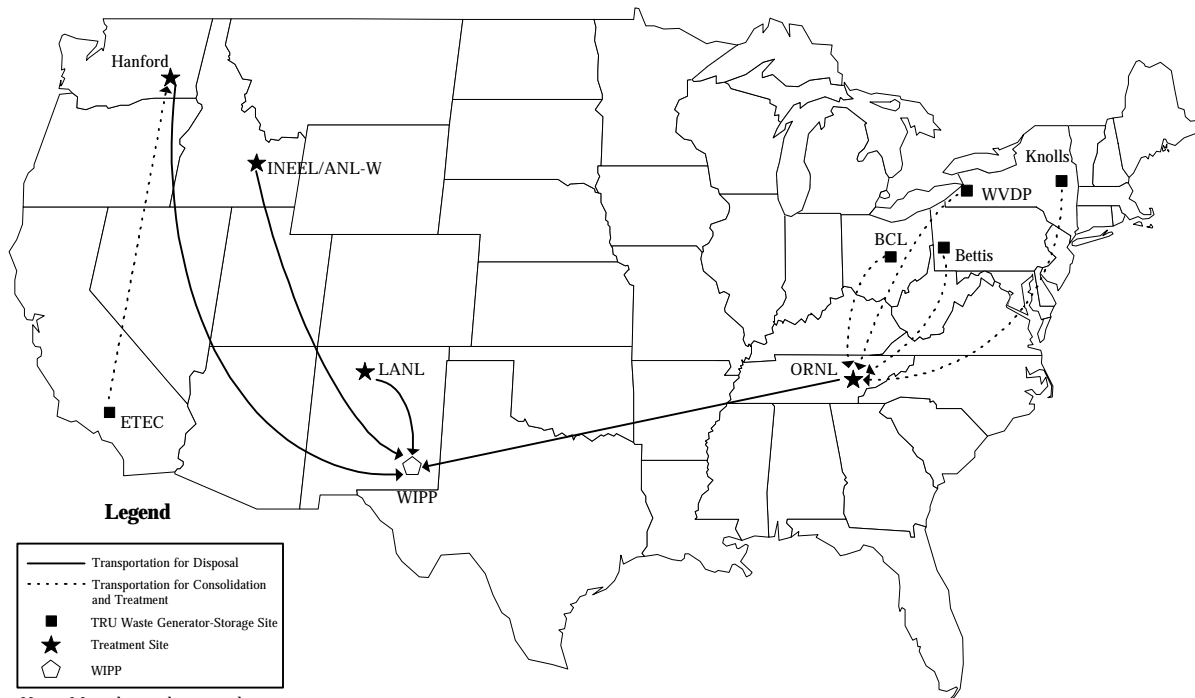 Hanford
Knolls
INEEL/ANL-W
WVDP
BCL
Bettis
LANL
ORNL
ETEC
WIPP
Legend
Transportation for Disposal
Transportation for Consolidation
and Treatment
TRU Waste Generator-Storage Site
Treatment Site
WIPP